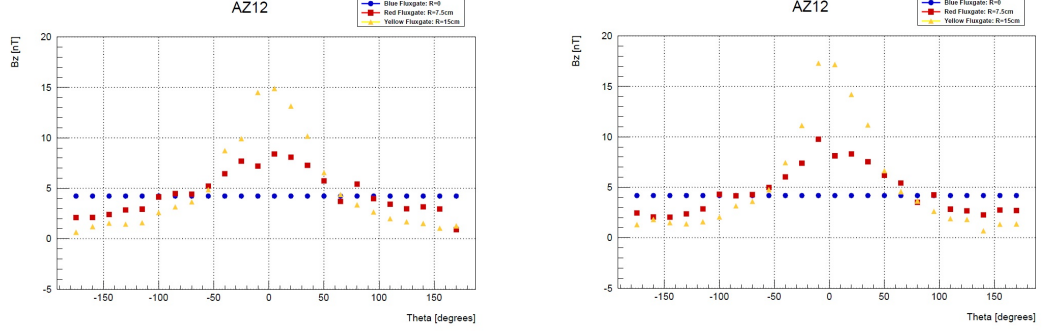 AZ12
Blue Fluxgate: R=0
Red Fluxgate: R=7.5cm
Yellow Fluxgate: R=15cm
Bz [nT]
20
15
10
5
0
-5
-150 -100 -50 0 50 100 150
Theta [degrees]
AZ12
Blue Fluxgate: R=0
Red Fluxgate: R=7.5cm
Yellow Fluxgate: R=15cm
Bz [nT]
20
15
10
5
0
-5
-150 -100 -50 0 50 100 150
Theta [degrees]